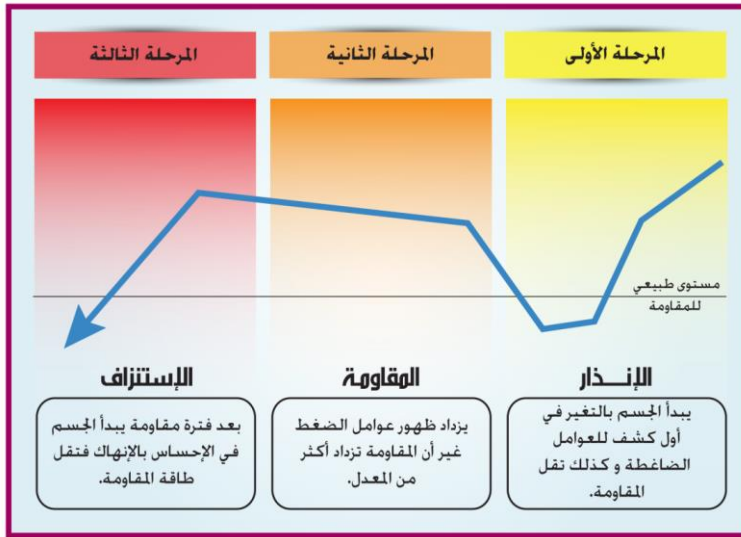 المرحلة الأولى
المرحلة الثانية
المرحلة الثالثة
مستوى طبيعي
للمقاومة
الإنـــذار
يبدأ الجسم بالتغير في
أول كشف للعوامل
الضاغطة و كذلك تقل
المقاومة.
المقاومة
يزداد ظهور عوامل الضغط
غير أن المقاومة تزداد أكثر
من المعدل.
الإستنزاف
بعد فترة مقاومة يبدأ الجسم
في الإحساس بالإنهاك فتقل
طاقة المقاومة.